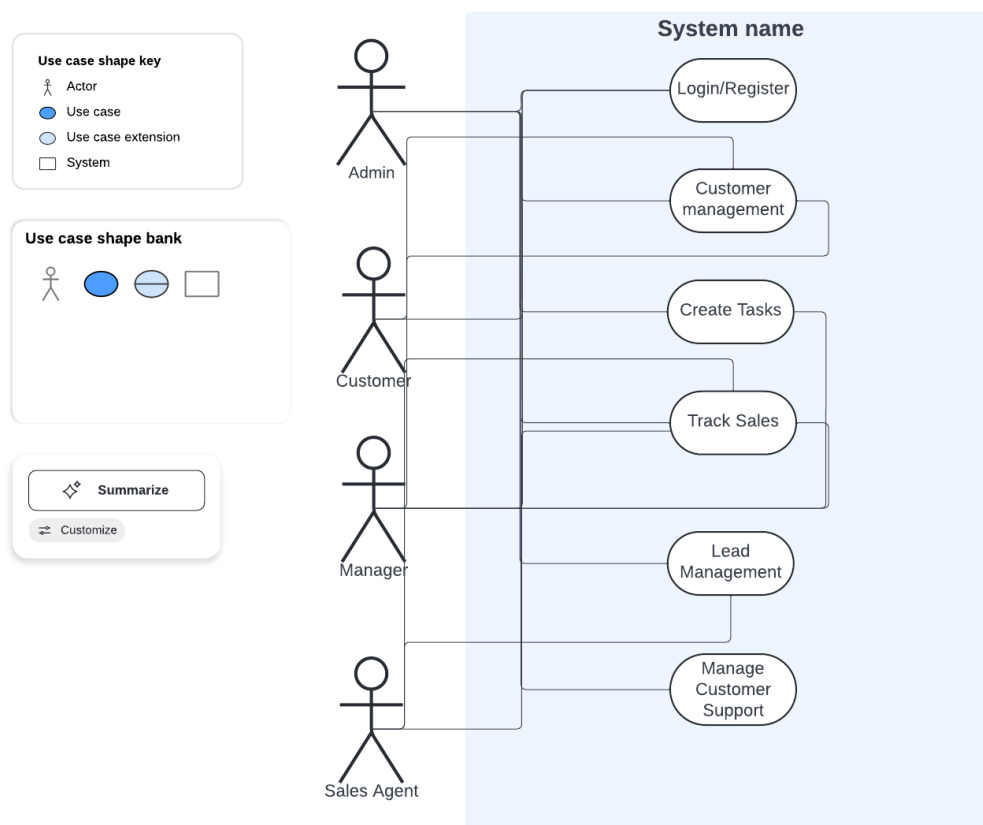 System name
Use case shape key
Actor
Use case
Use case extension
System
Use case shape bank
Summarize
Customize
Admin
Customer
Manager
Sales Agent
Login/Register
Customer
management
Create Tasks
Track Sales
Lead
Management
Manage
Customer
Support